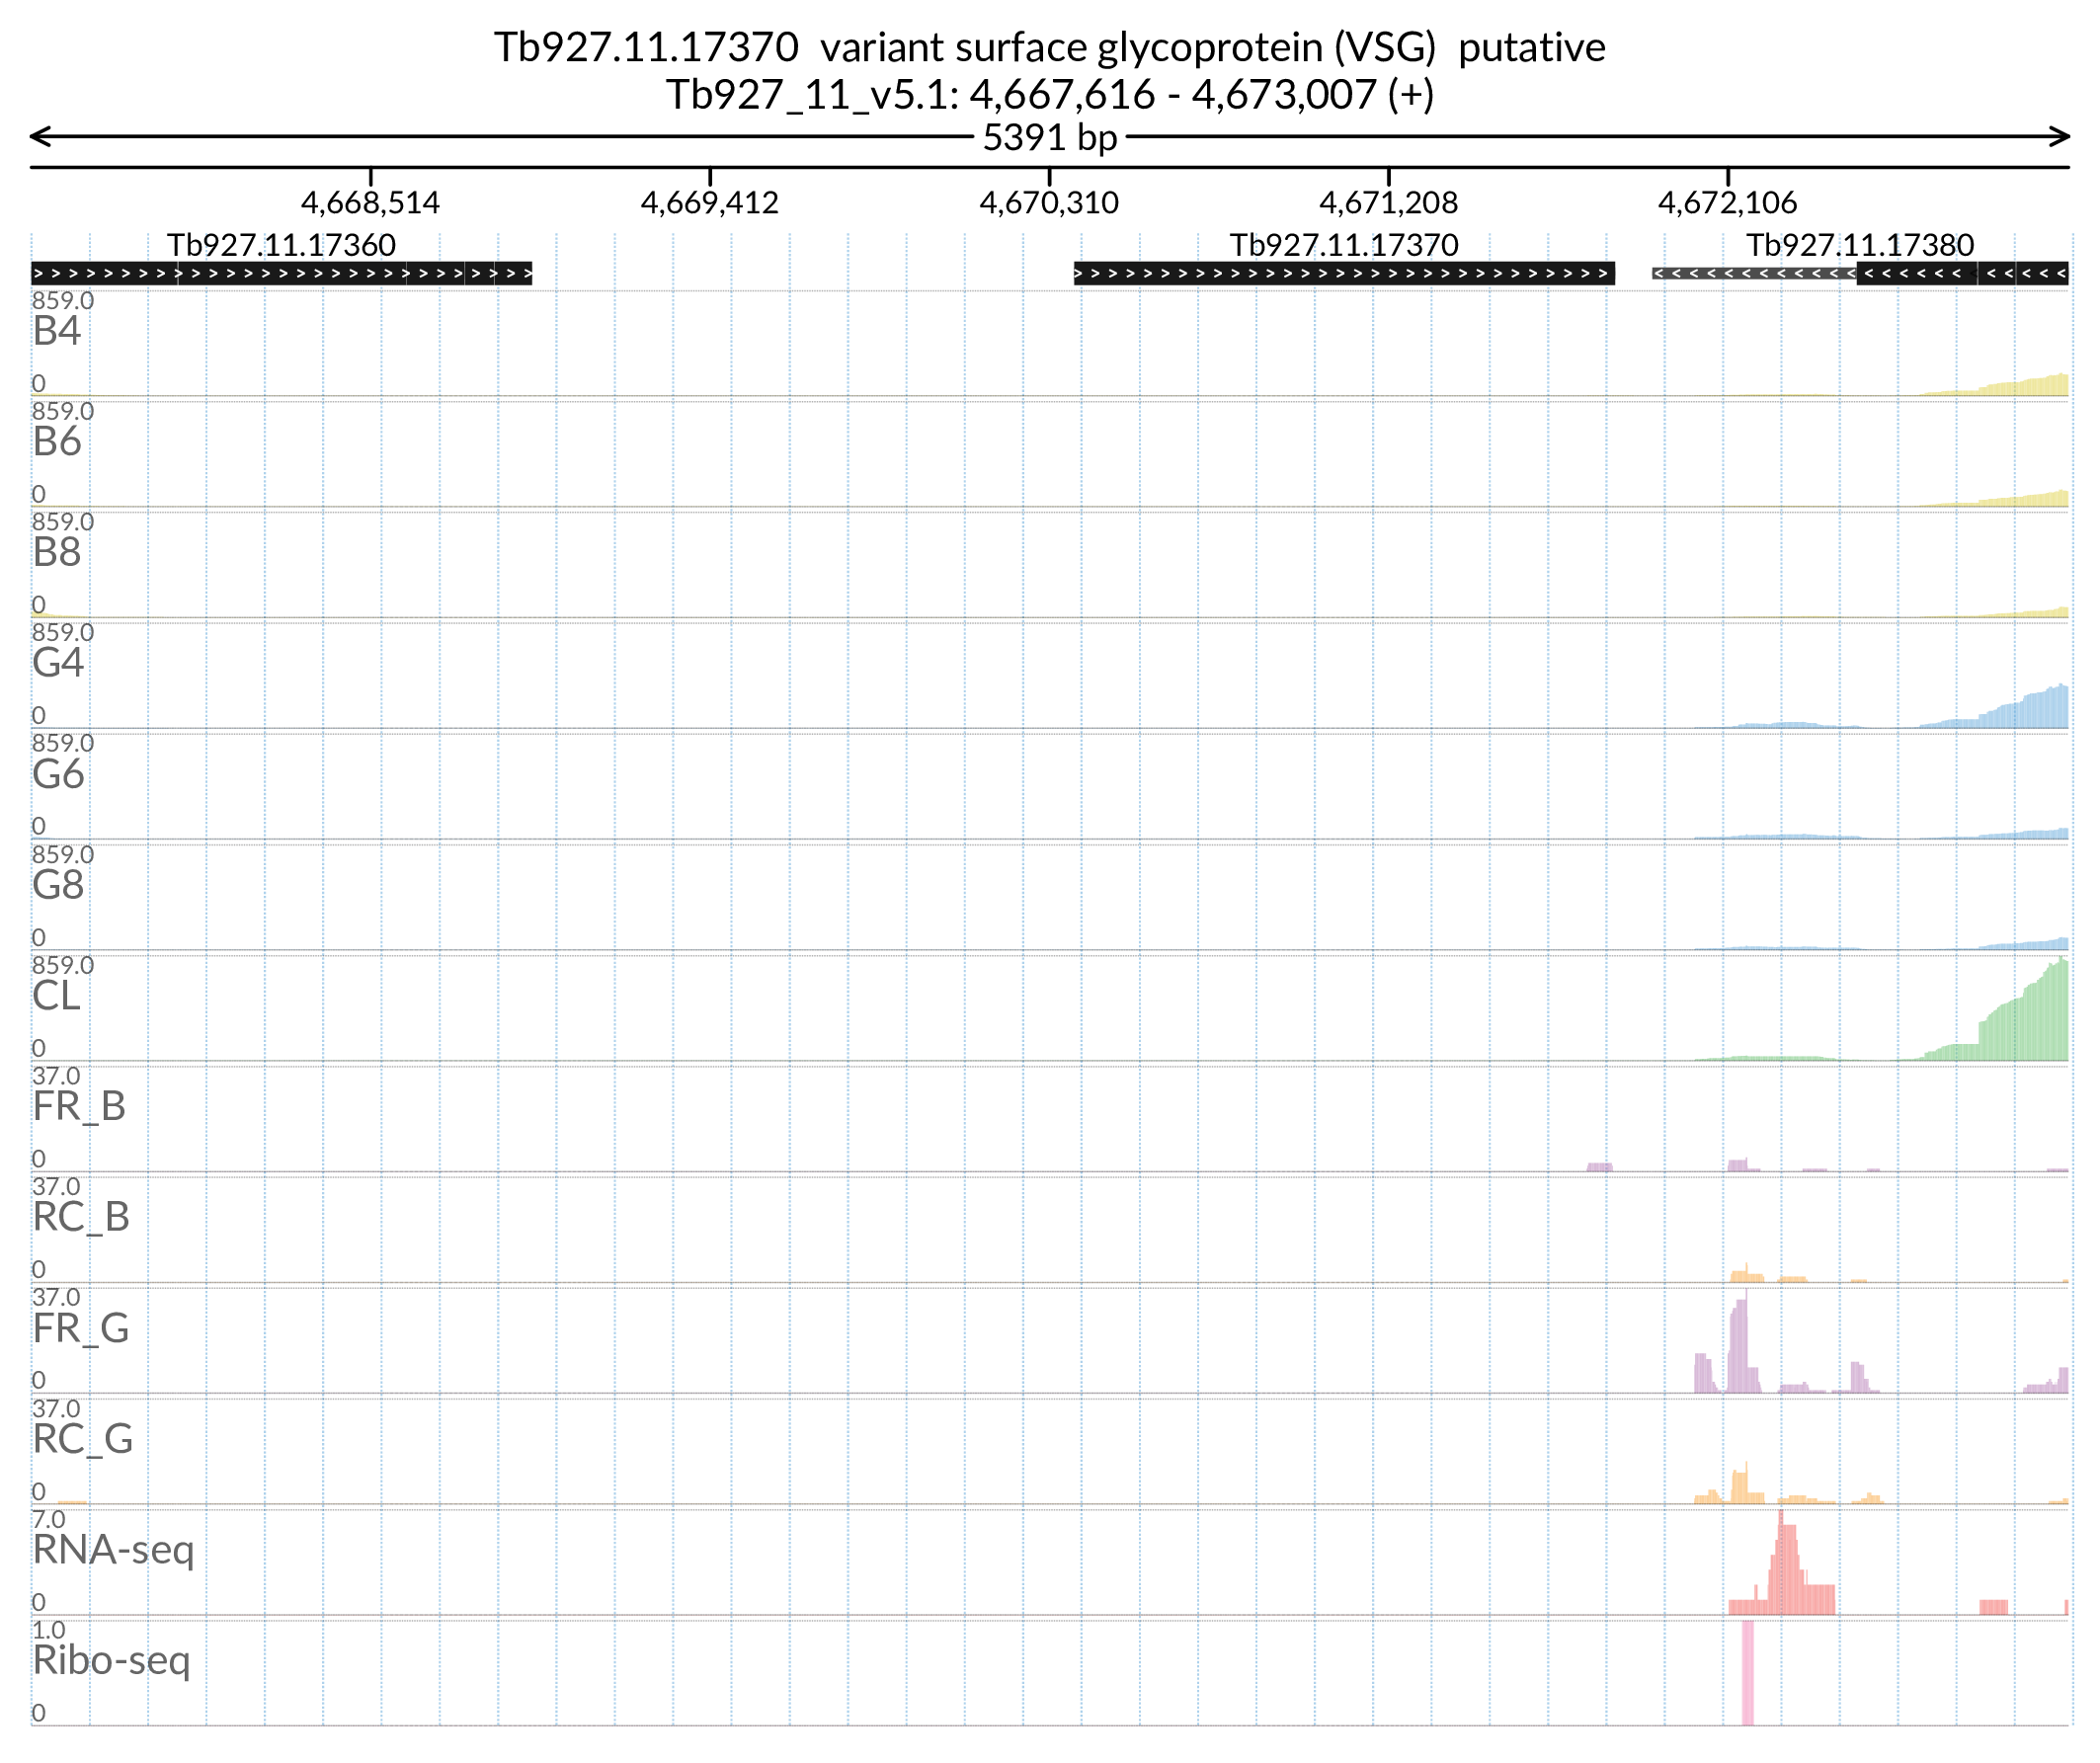 Tb927.11.17370 variant surface glycoprotein (VSG) putative
Tb927_11_v5.1: 4,667,616 - 4,673,007 (+)
5391 bp
4,668,514 4,669,412 4,670,310 4,671,208 4,672,106
Tb927.11.17360 Tb927.11.17370 Tb927.11.17380
859.0
B4
0
859.0
B6
0
859.0
B8
0
859.0
G4
0
859.0
G6
0
859.0
G8
0
859.0
CL
0
37.0
FR_B
0
37.0
RC_B
0
37.0
FR_G
0
37.0
RC_G
0
7.0
RNA-seq
0
1.0
Ribo-seq
0